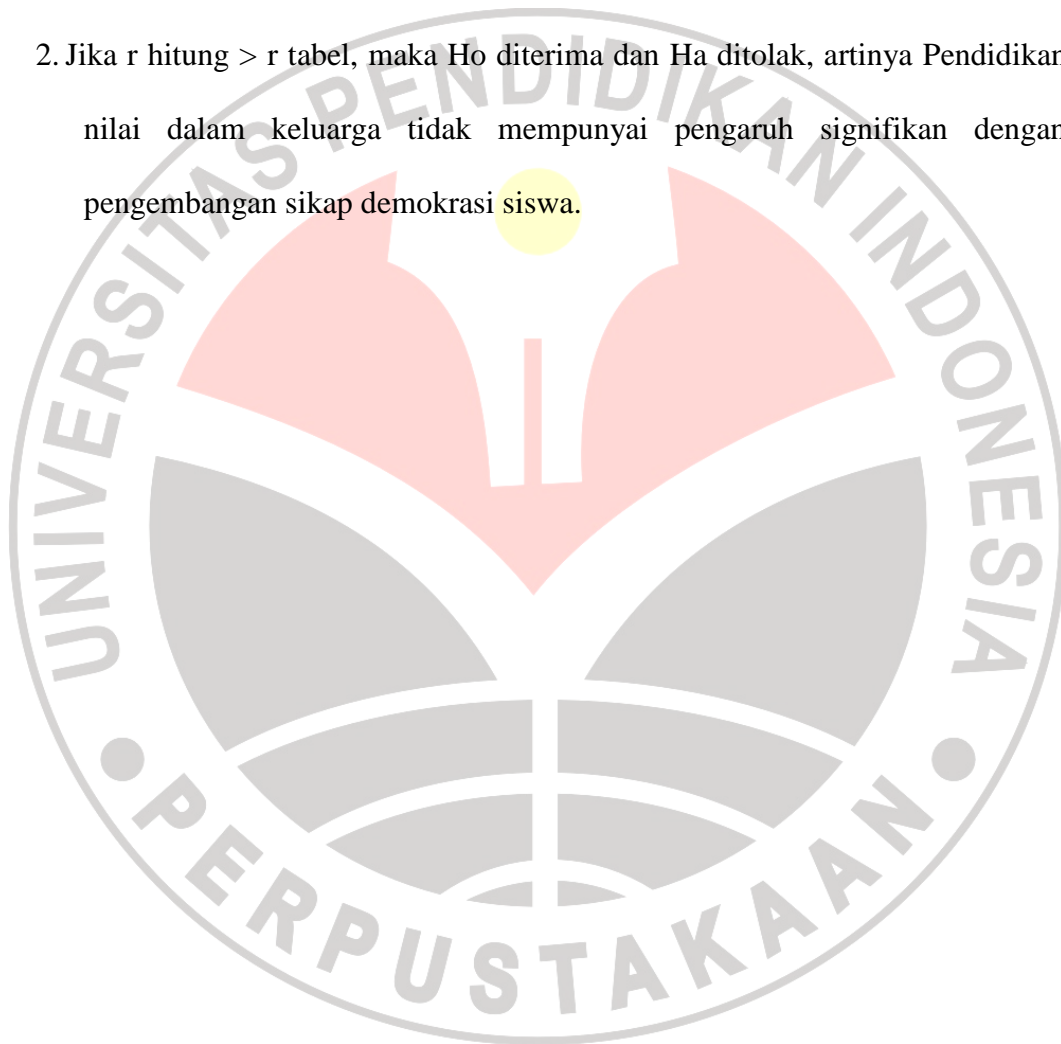 2. Jika r hitung > r tabel, maka Ho diterima dan Ha ditolak, artinya Pendidikan
nilai dalam keluarga tidak mempunyai pengaruh signifikan dengan
pengembangan sikap demokrasi siswa.
UNIVERSITAS PENDIDIKAN INDONESIA
PERPUSTAKAAN